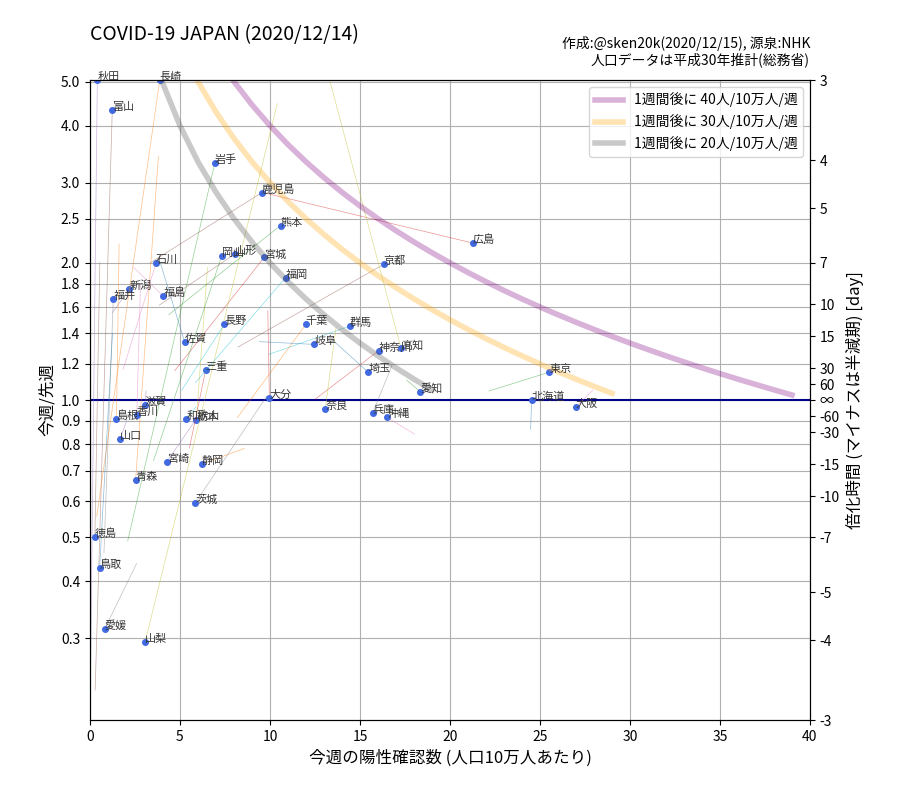 COVID-19 JAPAN (2020/12/14)
作成:@sken20k(2020/12/15), 源泉:NHK
人口データは平成30年推計(総務省)
1週間後に 40人/10万人/週
1週間後に 30人/10万人/週
1週間後に 20人/10万人/週
今週/先週
5.0
4.0
3.0
2.5
2.0
1.8
1.6
1.4
1.2
1.0
0.9
0.8
0.7
0.6
0.5
0.4
0.3
秋田
長崎
富山
岩手
鹿児島
熊本
広島
岡山
山形
宮城
石川
京都
福岡
新潟
福井
福島
長野
千葉
群馬
佐賀
岐阜
神奈川
高知
三重
埼玉
東京
愛知
大分
北海道
滋賀
香川
島根
和歌山
栃木
奈良
兵庫
沖縄
大阪
山口
宮崎
静岡
青森
茨城
徳島
鳥取
愛媛
山梨
3
4
5
7
10
15
30
60
∞
-60
-30
-15
-10
-7
-5
-4
-3
倍化時間 (マイナスは半減期) [day]
0 5 10 15 20 25 30 35 40
今週の陽性確認数 (人口10万人あたり)